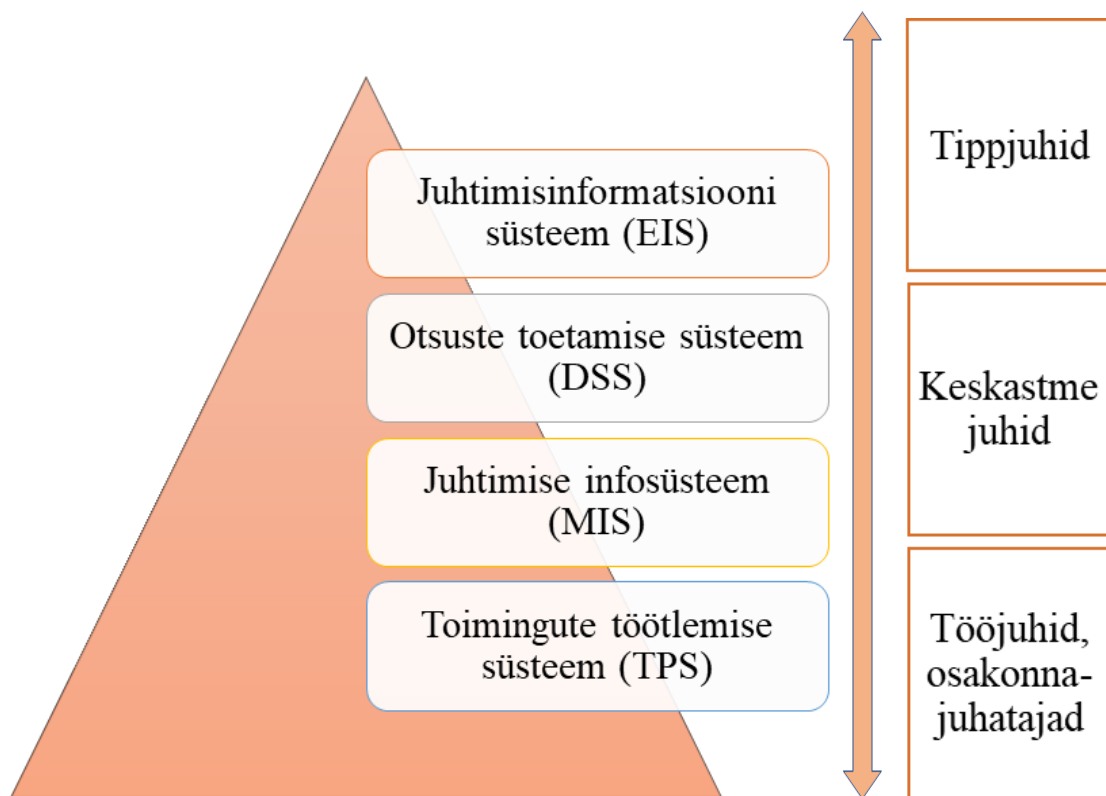 Juhtimisinformatsiooni
süsteem (EIS)
Otsuste toetamise süsteem
(DSS)
Juhtimise infosüsteem
(MIS)
Toimingute töötlemise
süsteem (TPS)
Tippjuhid
Keskastme
juhid
Tööjuhid,
osakonna-
juhatajad